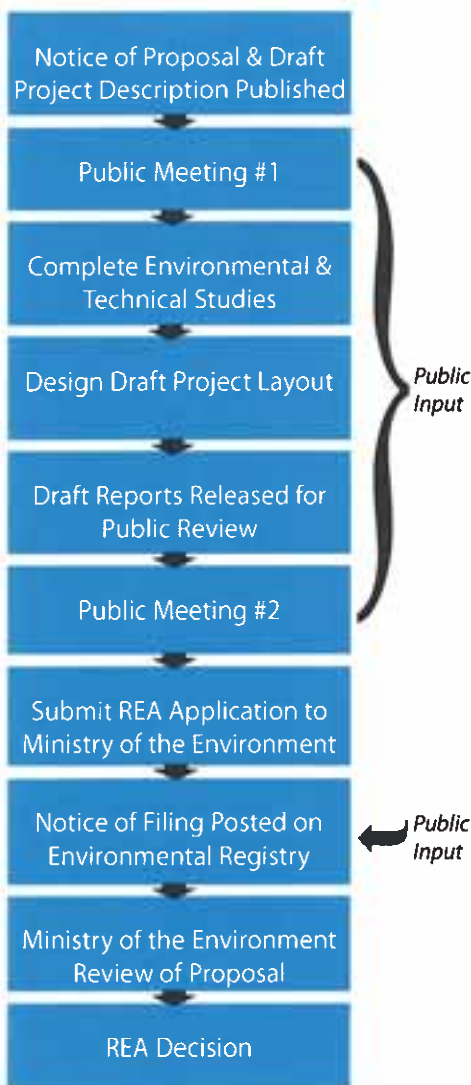 Notice of Proposal & Draft
Project Description Published
Public Meeting #1
Complete Environmental &
Technical Studies
Design Draft Project Layout
Public
Input
Draft Reports Released for
Public Review
Public Meeting #2
Submit REA Application to
Ministry of the Environment
Notice of Filing Posted on
Environmental Registry
Public
Input
Ministry of the Environment
Review of Proposal
REA Decision